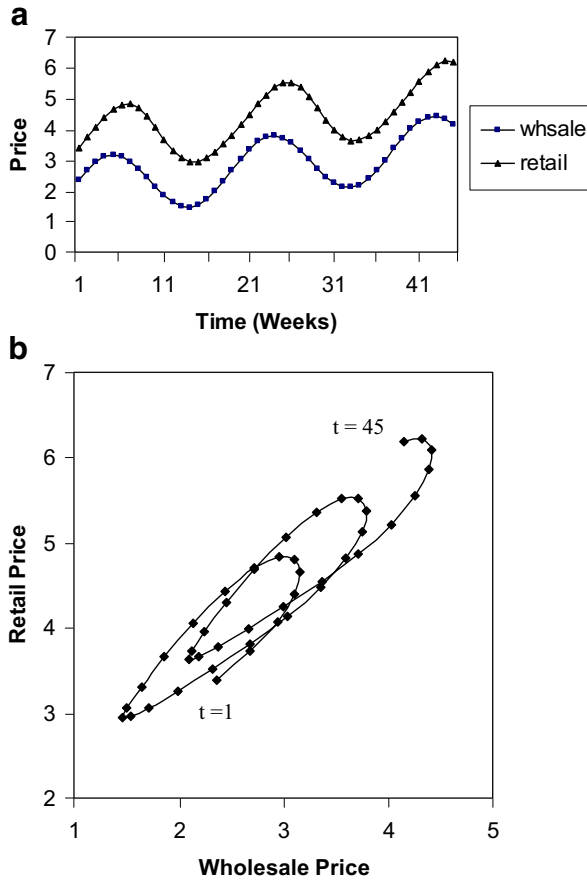 a
7
6
5
4
3
2
1
0
Price
1 11 21 31 41
Time (Weeks)
whsale
retail
b
7
6
5
4
3
2
Retail Price
t = 45
t =1
1 2 3 4 5
Wholesale Price